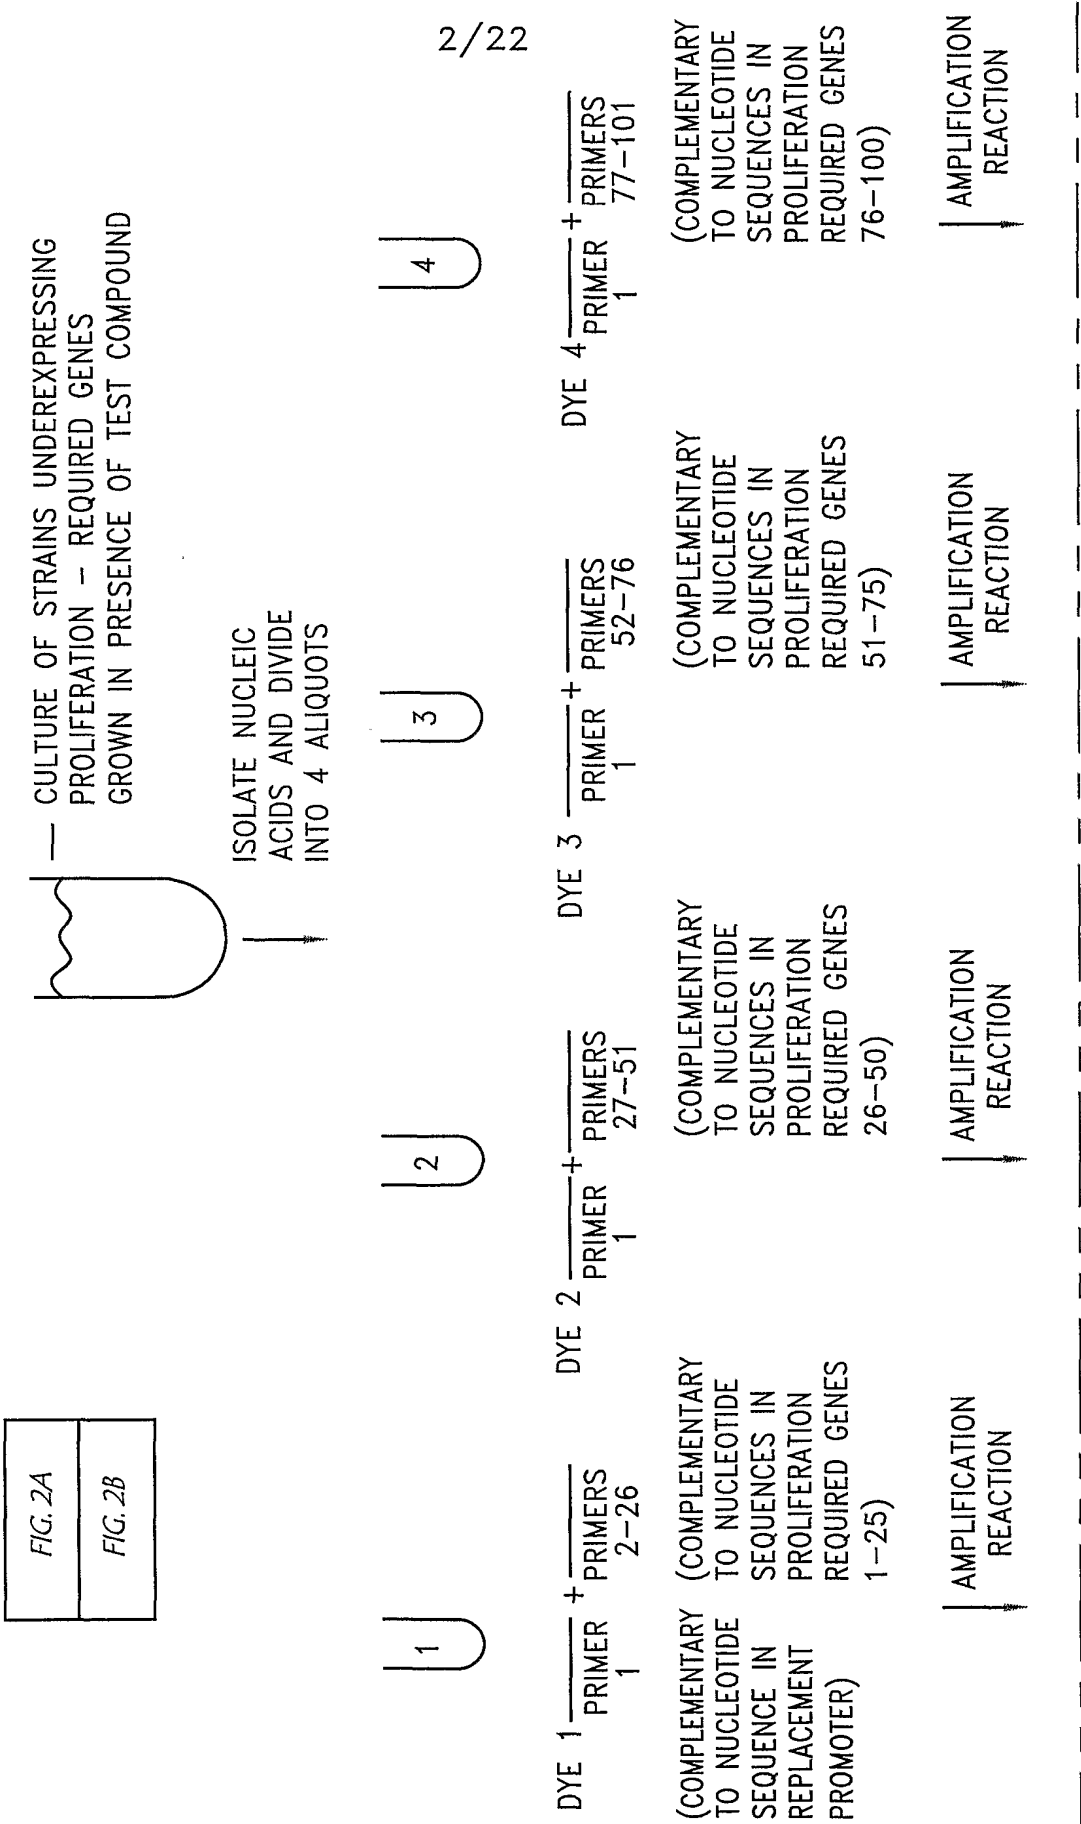 2/22
FIG. 2A
FIG. 2B
— CULTURE OF STRAINS UNDEREXPRESSING
PROLIFERATION – REQUIRED GENES
GROWN IN PRESENCE OF TEST COMPOUND
ISOLATE NUCLEIC
ACIDS AND DIVIDE
INTO 4 ALIQUOTS
1
2
3
4
DYE 1
PRIMER
1
+
PRIMERS
2–26
(COMPLEMENTARY
TO NUCLEOTIDE
SEQUENCE IN
REPLACEMENT
PROMOTER)
(COMPLEMENTARY
TO NUCLEOTIDE
SEQUENCES IN
PROLIFERATION
REQUIRED GENES
1–25)
AMPLIFICATION
REACTION
DYE 2
PRIMER
1
+
PRIMERS
27–51
(COMPLEMENTARY
TO NUCLEOTIDE
SEQUENCES IN
PROLIFERATION
REQUIRED GENES
26–50)
AMPLIFICATION
REACTION
DYE 3
PRIMER
1
+
PRIMERS
52–76
(COMPLEMENTARY
TO NUCLEOTIDE
SEQUENCES IN
PROLIFERATION
REQUIRED GENES
51–75)
AMPLIFICATION
REACTION
DYE 4
PRIMER
1
+
PRIMERS
77–101
(COMPLEMENTARY
TO NUCLEOTIDE
SEQUENCES IN
PROLIFERATION
REQUIRED GENES
76–100)
AMPLIFICATION
REACTION